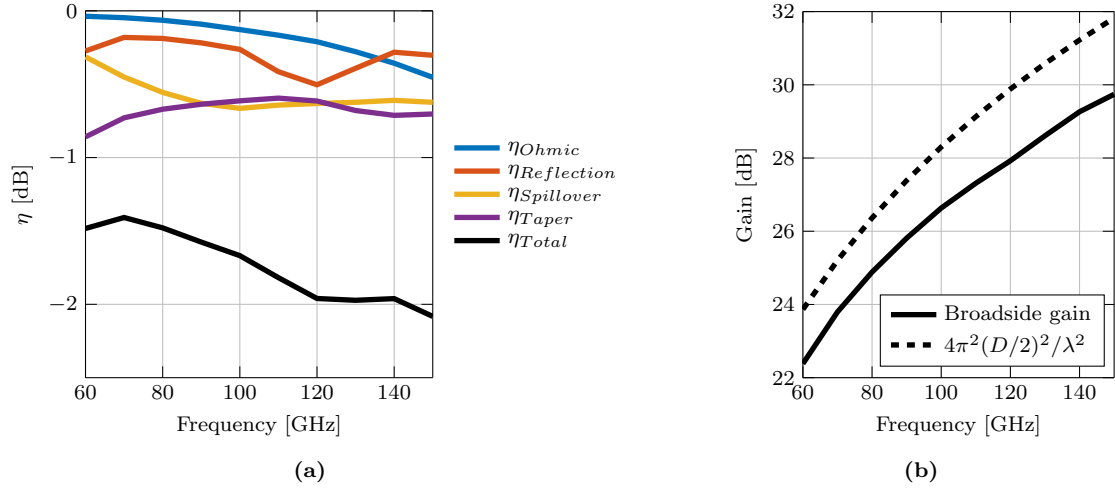 0
−1
−2
60
80
100
120
140
Frequency [GHz]
η [dB]
η_Ohmic
η_Reflection
η_Spillover
η_Taper
η_Total
(a)
32
30
28
26
24
22
60
80
100
120
140
Frequency [GHz]
Gain [dB]
Broadside gain
4π²(D/2)²/λ²
(b)